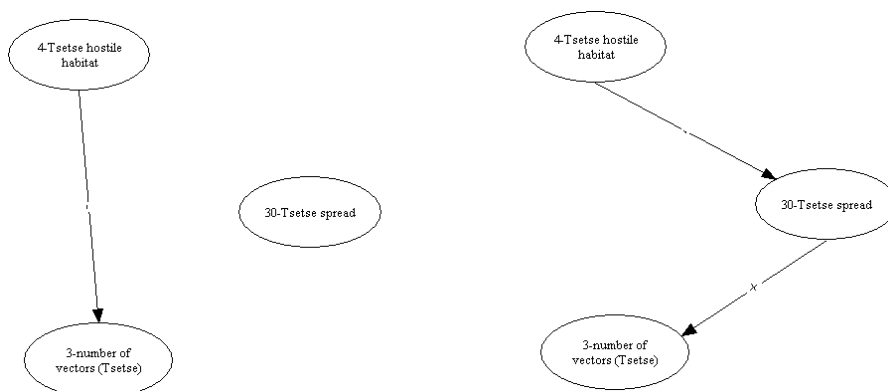 4-Tsetse hostile
habitat
30-Tsetse spread
3-number of
vectors (Tsetse)
4-Tsetse hostile
habitat
30-Tsetse spread
x
3-number of
vectors (Tsetse)